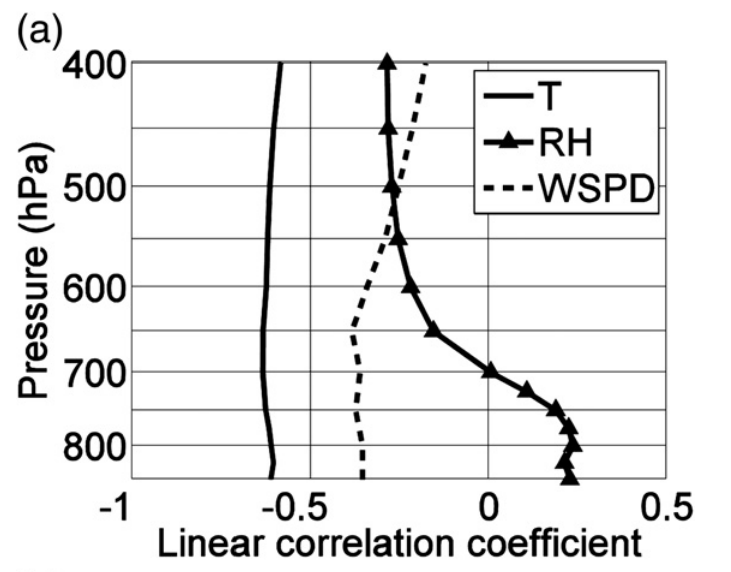 (a)
400
500
600
700
800
Pressure (hPa)
T
RH
WSPD
-1
-0.5
0
0.5
Linear correlation coefficient